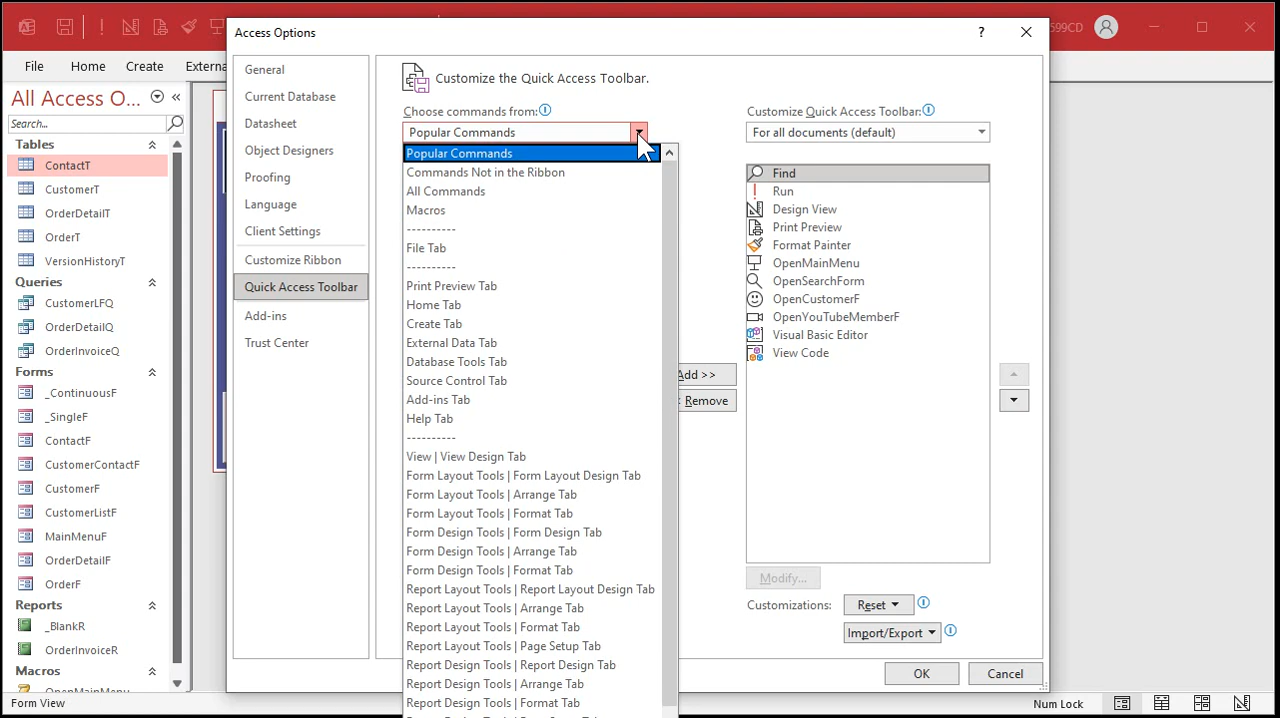 599CD
Access Options
File
Home
Create
Externa
All Access O...
Search...
Tables
ContactT
CustomerT
OrderDetailT
OrderT
VersionHistoryT
Queries
CustomerLFQ
OrderDetailQ
OrderInvoiceQ
Forms
_ContinuousF
_SingleF
ContactF
CustomerContactF
CustomerF
CustomerListF
MainMenuF
OrderDetailF
OrderF
Reports
_BlankR
OrderInvoiceR
Macros
OpenMainMenu
General
Current Database
Datasheet
Object Designers
Proofing
Language
Client Settings
Customize Ribbon
Quick Access Toolbar
Add-ins
Trust Center
Customize the Quick Access Toolbar.
Choose commands from:
Popular Commands
Popular Commands
Commands Not in the Ribbon
All Commands
Macros
----------
File Tab
----------
Print Preview Tab
Home Tab
Create Tab
External Data Tab
Database Tools Tab
Source Control Tab
Add-ins Tab
Help Tab
----------
View | View Design Tab
Form Layout Tools | Form Layout Design Tab
Form Layout Tools | Arrange Tab
Form Layout Tools | Format Tab
Form Design Tools | Form Design Tab
Form Design Tools | Arrange Tab
Form Design Tools | Format Tab
Report Layout Tools | Report Layout Design Tab
Report Layout Tools | Arrange Tab
Report Layout Tools | Format Tab
Report Layout Tools | Page Setup Tab
Report Design Tools | Report Design Tab
Report Design Tools | Arrange Tab
Report Design Tools | Format Tab
Add >>
< Remove
Customize Quick Access Toolbar:
For all documents (default)
Find
Run
Design View
Print Preview
Format Painter
OpenMainMenu
OpenSearchForm
OpenCustomerF
OpenYouTubeMemberF
Visual Basic Editor
View Code
Modify...
Customizations:
Reset
Import/Export
OK
Cancel
Form View
Num Lock